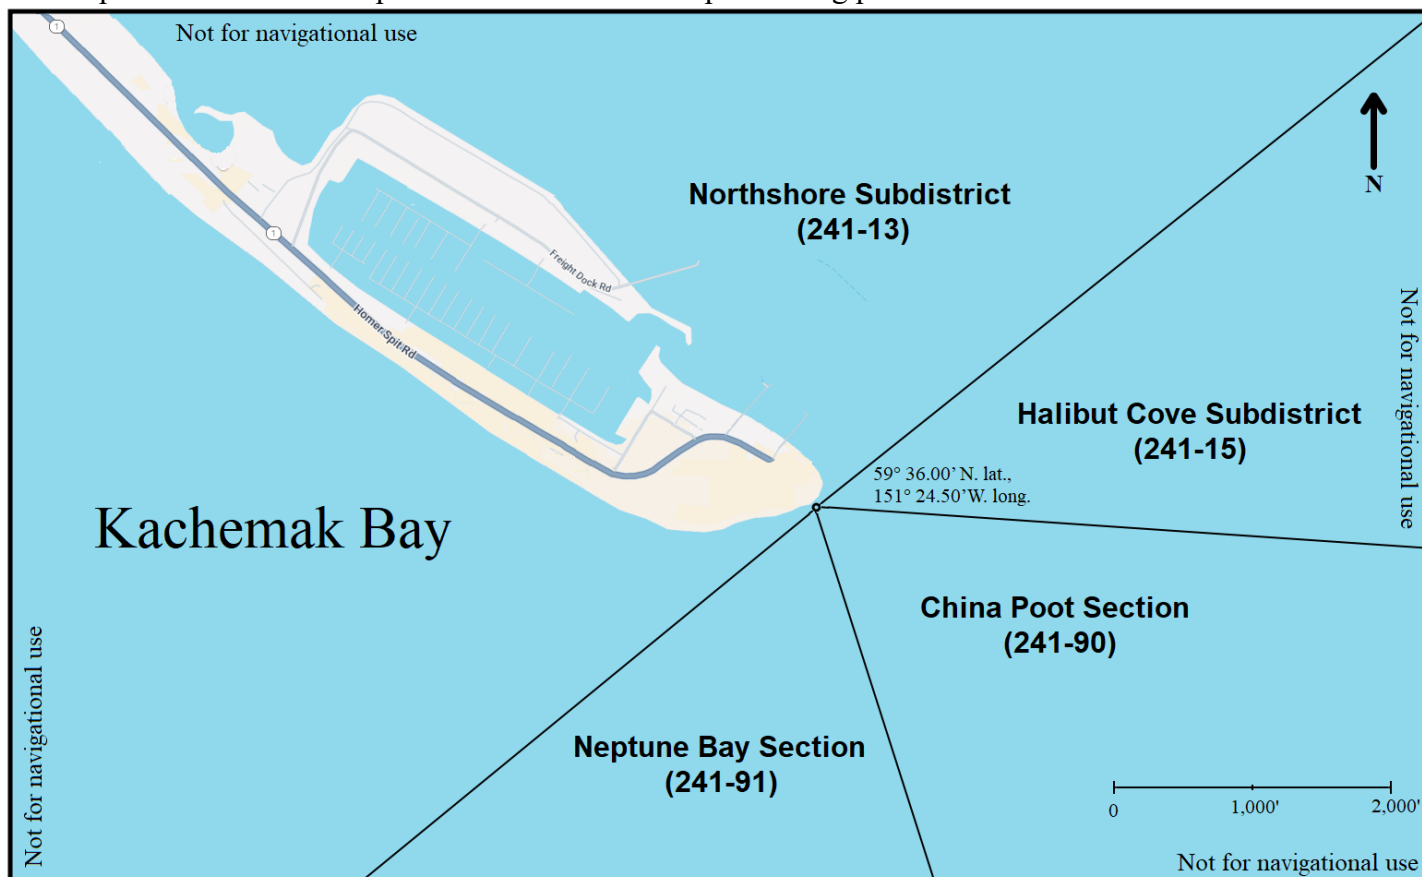 Not for navigational use
1
N
Northshore Subdistrict
(241-13)
1
Freight Dock Rd
Homer Spit Rd
Not for navigational use
Halibut Cove Subdistrict
(241-15)
59° 36.00’ N. lat.,
151° 24.50’W. long.
Kachemak Bay
China Poot Section
(241-90)
Not for navigational use
Neptune Bay Section
(241-91)
0 1,000' 2,000'
Not for navigational use